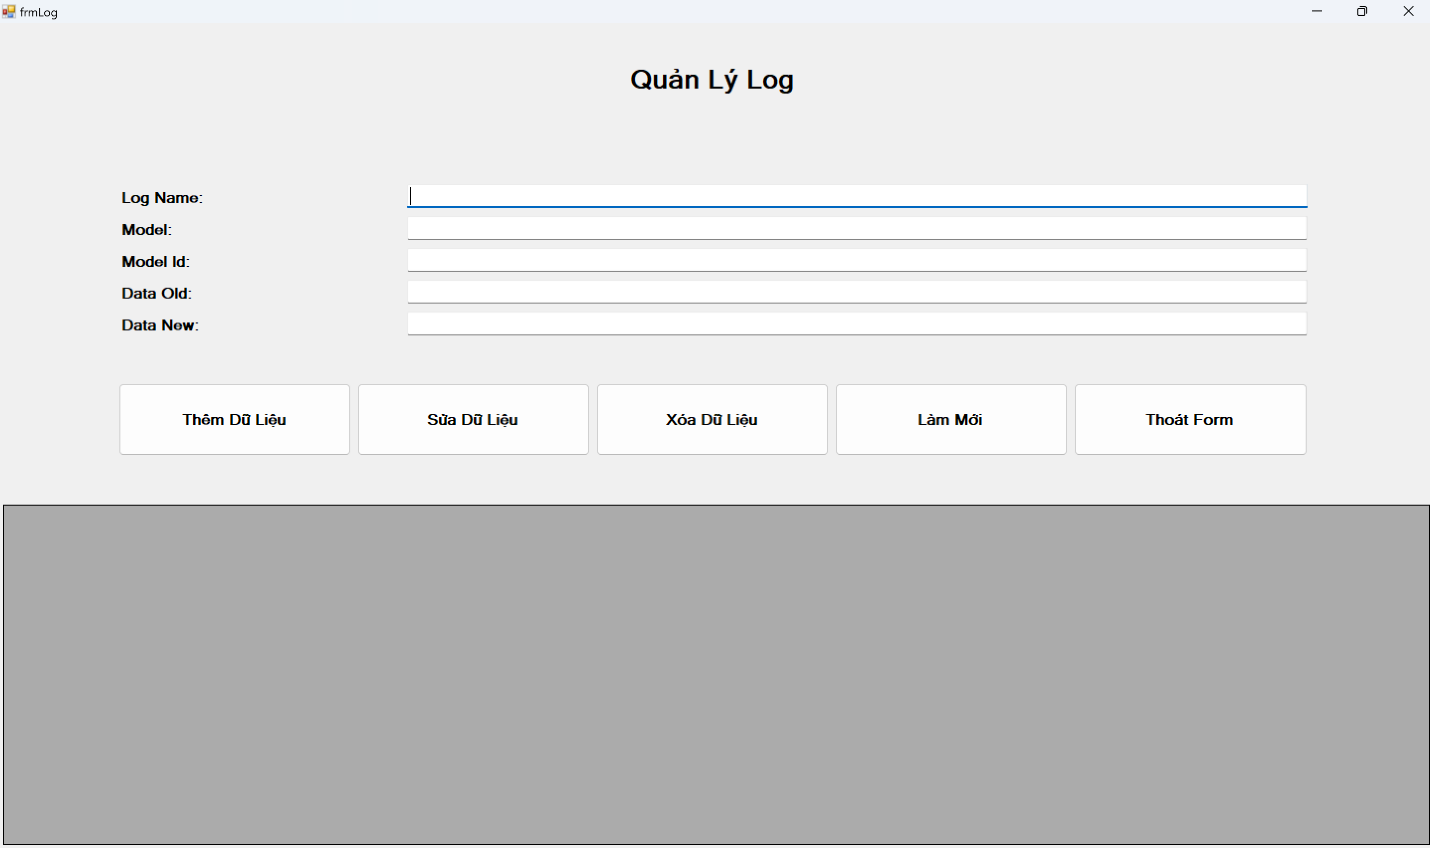 frmLog
Quản Lý Log
Log Name:
Model:
Model Id:
Data Old:
Data New:
Thêm Dữ Liệu
Sửa Dữ Liệu
Xóa Dữ Liệu
Làm Mới
Thoát Form